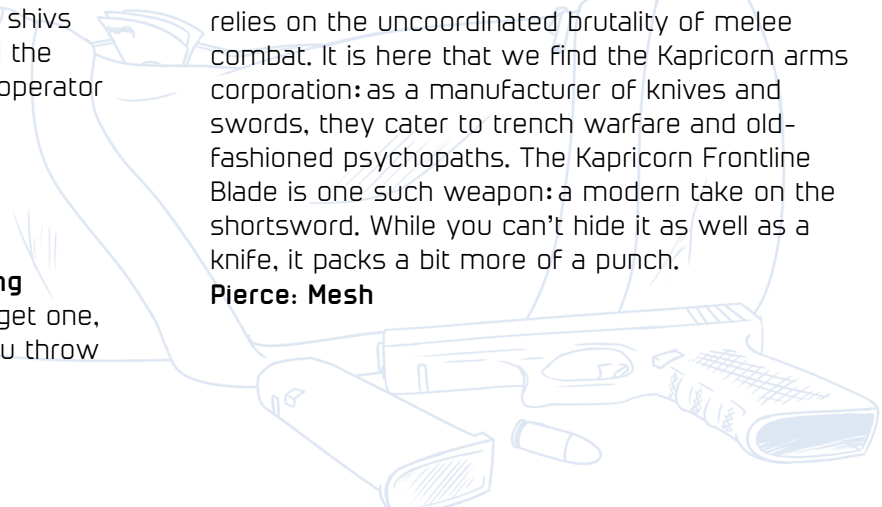 shivs
the
operator
ng
get one,
u throw
relies on the uncoordinated brutality of melee
combat. It is here that we find the Kapricorn arms
corporation: as a manufacturer of knives and
swords, they cater to trench warfare and old-
fashioned psychopaths. The Kapricorn Frontline
Blade is one such weapon: a modern take on the
shortsword. While you can't hide it as well as a
knife, it packs a bit more of a punch.
Pierce: Mesh